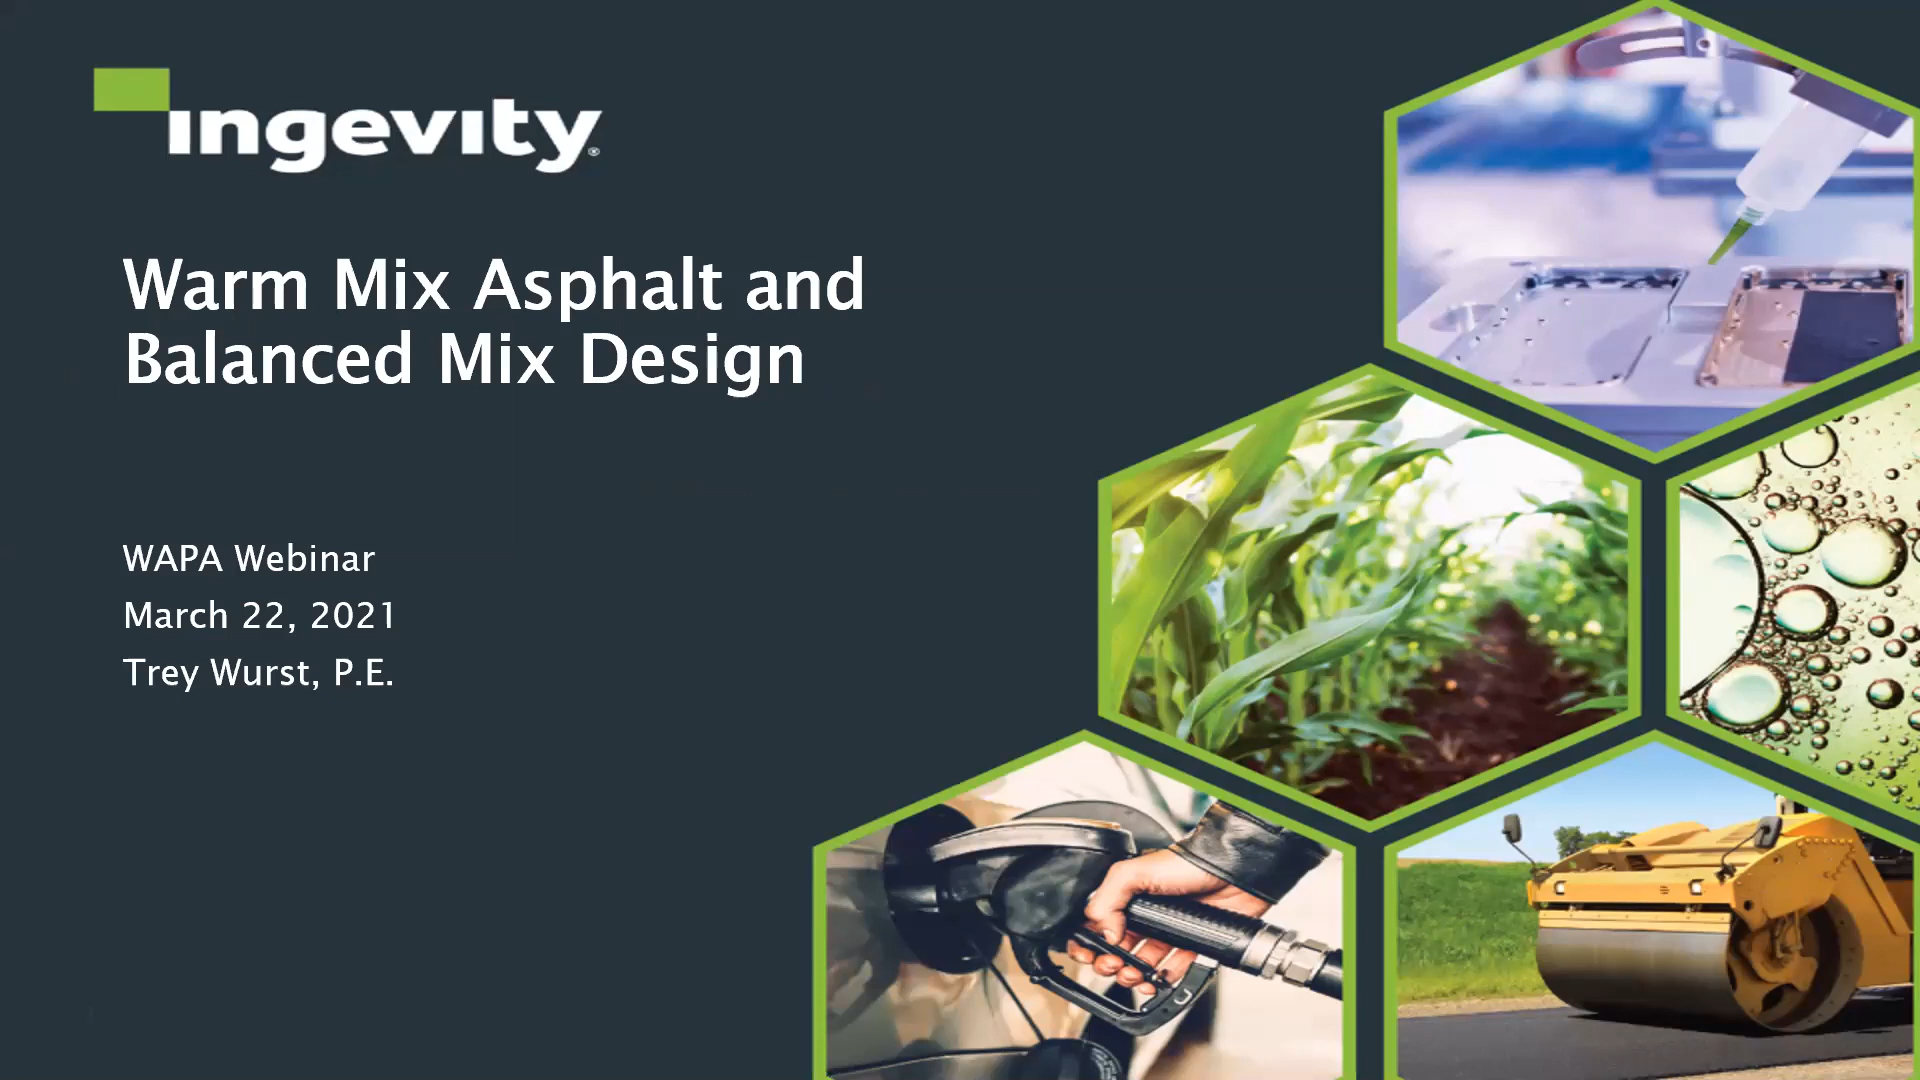 ingevity®
Warm Mix Asphalt and
Balanced Mix Design
WAPA Webinar
March 22, 2021
Trey Wurst, P.E.